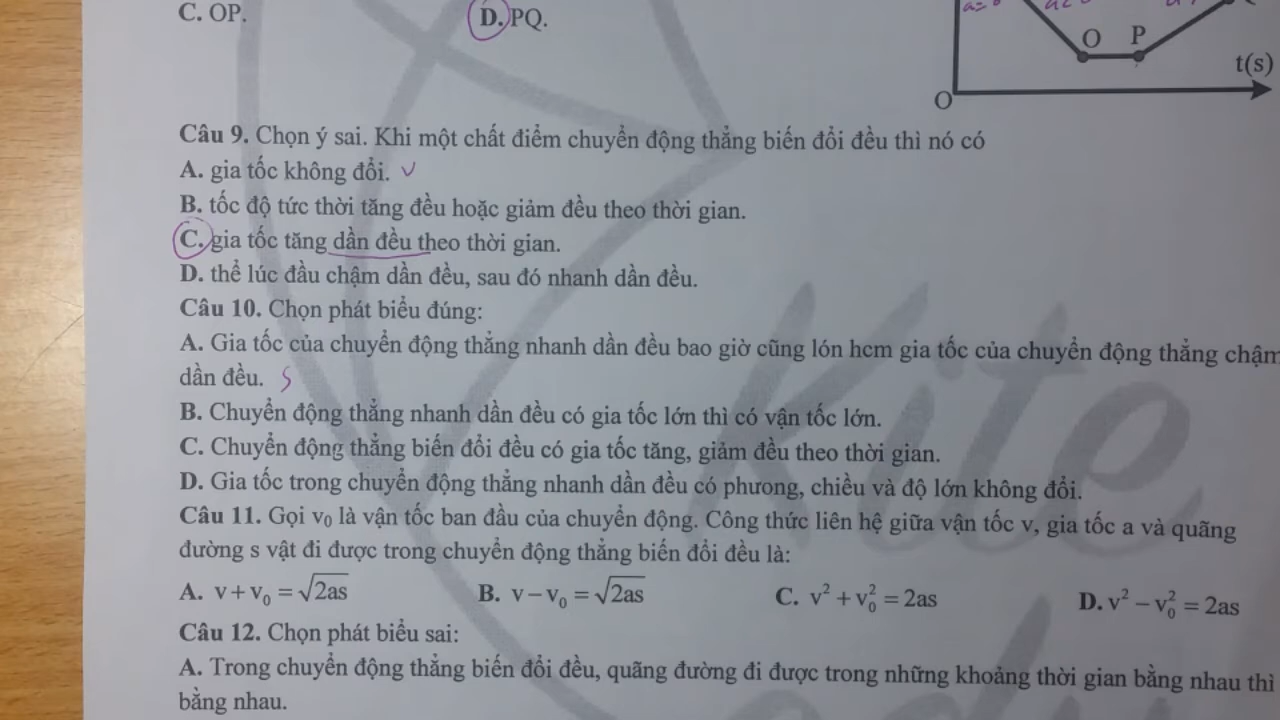 C. OP.
D. PQ.
O P
t(s)
O
Câu 9. Chọn ý sai. Khi một chất điểm chuyển động thẳng biến đổi đều thì nó có
A. gia tốc không đổi. v
B. tốc độ tức thời tăng đều hoặc giảm đều theo thời gian.
C. gia tốc tăng dần đều theo thời gian.
D. thể lúc đầu chậm dần đều, sau đó nhanh dần đều.
Câu 10. Chọn phát biểu đúng:
A. Gia tốc của chuyển động thẳng nhanh dần đều bao giờ cũng lón hcm gia tốc của chuyển động thẳng chậm
dần đều. S
B. Chuyển động thẳng nhanh dần đều có gia tốc lớn thì có vận tốc lớn.
C. Chuyển động thẳng biến đổi đều có gia tốc tăng, giảm đều theo thời gian.
D. Gia tốc trong chuyển động thẳng nhanh dần đều có phưong, chiều và độ lớn không đổi.
Câu 11. Gọi v₀ là vận tốc ban đầu của chuyển động. Công thức liên hệ giữa vận tốc v, gia tốc a và quãng
đường s vật đi được trong chuyển động thẳng biến đổi đều là:
A. v + v₀ = √2as B. v − v₀ = √2as C. v² + v₀² = 2as D. v² − v₀² = 2as
Câu 12. Chọn phát biểu sai:
A. Trong chuyển động thẳng biến đổi đều, quãng đường đi được trong những khoảng thời gian bằng nhau thì
bằng nhau.
Kite